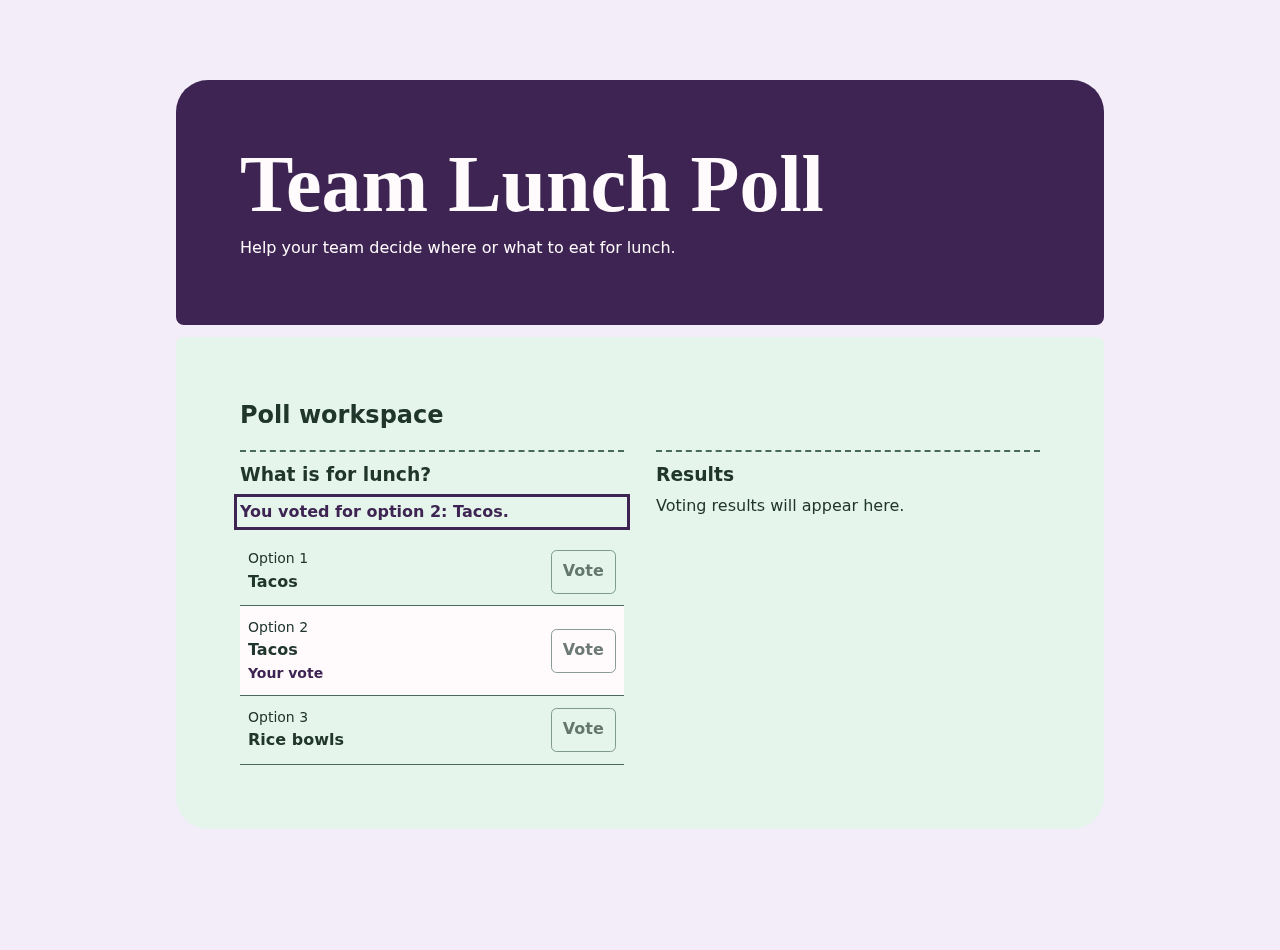 Team Lunch Poll
Help your team decide where or what to eat for lunch.
Poll workspace
What is for lunch?
You voted for option 2: Tacos.
Option 1
Tacos
Vote
Option 2
Tacos
Your vote
Vote
Option 3
Rice bowls
Vote
Results
Voting results will appear here.